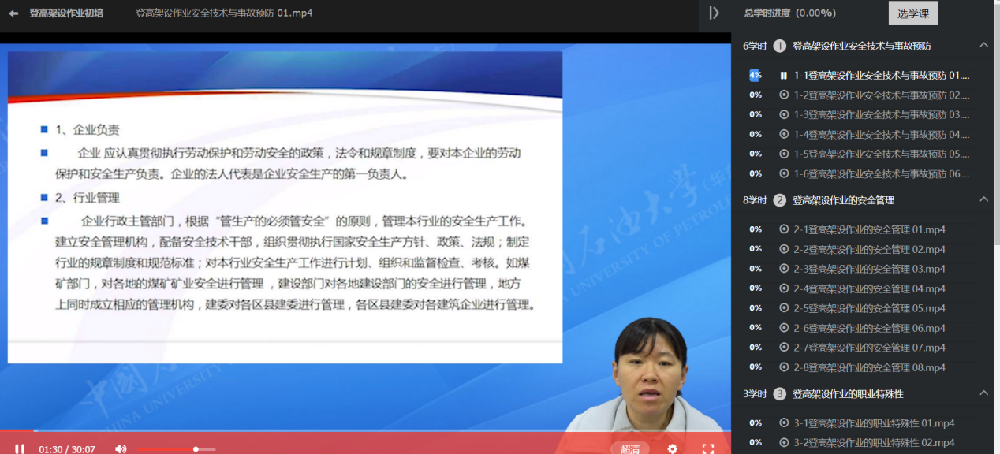 登高架设作业初培
登高架设作业安全技术与事故预防 01.mp4
总学时进度（0.00%）
选学课
1、企业负责
企业 应认真贯彻执行劳动保护和劳动安全的政策，法令和规章制度，要对本企业的劳动
保护和安全生产负责。企业的法人代表是企业安全生产的第一负责人。
2、行业管理
企业行政主管部门，根据“管生产的必须管安全”的原则，管理本行业的安全生产工作。
建立安全管理机构，配备安全技术干部，组织贯彻执行国家安全生产方针、政策、法规；制定
行业的规章制度和规范标准；对本行业安全生产工作进行计划、组织和监督检查、考核。如煤
矿部门，对各地的煤矿矿业安全进行管理 ，建设部门对各地建设部门的安全进行管理，地方
上同时成立相应的管理机构，建委对各区县建委进行管理，各区县建委对各建筑企业进行管理。
石油大学（华东
UNIVERSITY OF PETROL
中国石
CHINA UNIVERSITY
01:30 / 30:07
超清
6学时 1 登高架设作业安全技术与事故预防
4% 1-1登高架设作业安全技术与事故预防 01....
0% 1-2登高架设作业安全技术与事故预防 02....
0% 1-3登高架设作业安全技术与事故预防 03....
0% 1-4登高架设作业安全技术与事故预防 04....
0% 1-5登高架设作业安全技术与事故预防 05....
0% 1-6登高架设作业安全技术与事故预防 06....
8学时 2 登高架设作业的安全管理
0% 2-1登高架设作业的安全管理 01.mp4
0% 2-2登高架设作业的安全管理 02.mp4
0% 2-3登高架设作业的安全管理 03.mp4
0% 2-4登高架设作业的安全管理 04.mp4
0% 2-5登高架设作业的安全管理 05.mp4
0% 2-6登高架设作业的安全管理 06.mp4
0% 2-7登高架设作业的安全管理 07.mp4
0% 2-8登高架设作业的安全管理 08.mp4
3学时 3 登高架设作业的职业特殊性
0% 3-1登高架设作业的职业特殊性 01.mp4
0% 3-2登高架设作业的职业特殊性 02.mp4